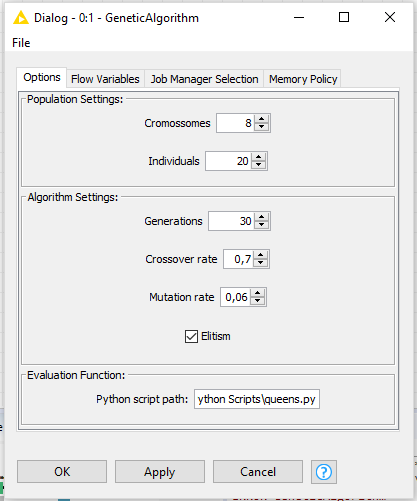 Dialog - 0:1 - GeneticAlgorithm
File
Options Flow Variables Job Manager Selection Memory Policy
Population Settings:
Cromossomes 8
Individuals 20
Algorithm Settings:
Generations 30
Crossover rate 0,7
Mutation rate 0,06
Elitism
Evaluation Function:
Python script path: ython Scripts\queens.py
OK Apply Cancel ?